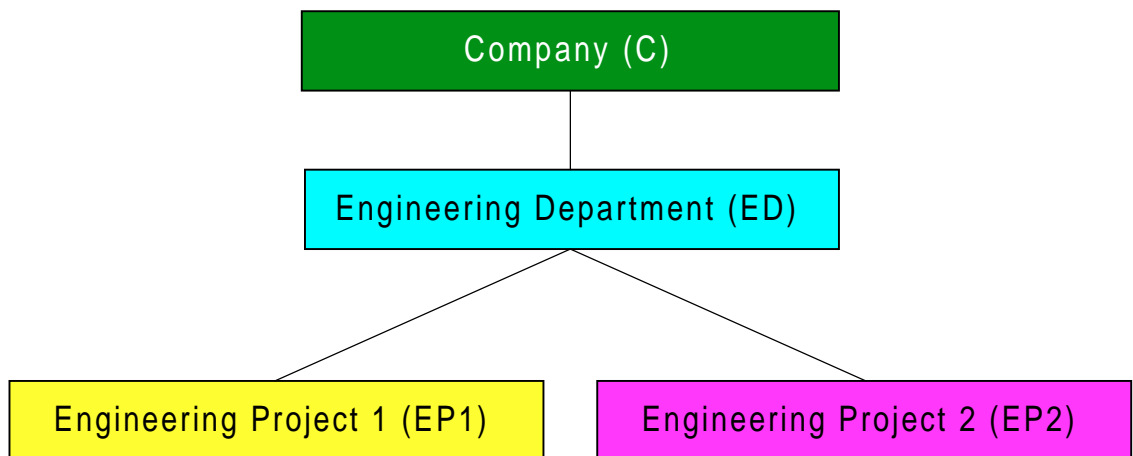 Company (C)
Engineering Department (ED)
Engineering Project 1 (EP1)
Engineering Project 2 (EP2)